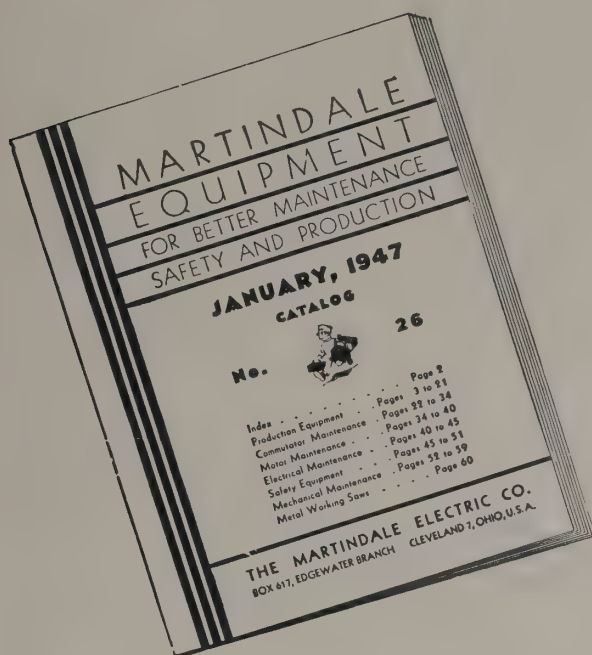 MARTINDALE
EQUIPMENT
FOR BETTER MAINTENANCE
SAFETY AND PRODUCTION
JANUARY, 1947
CATALOG
No. 26
Index . . . . . . . . Page 2
Production Equipment . . Pages 3 to 21
Commutator Maintenance . Pages 22 to 34
Motor Maintenance . . . Pages 34 to 40
Electrical Maintenance . . Pages 40 to 45
Safety Equipment . . . Pages 45 to 51
Mechanical Maintenance . Pages 52 to 59
Metal Working Saws . . . . Page 60
THE MARTINDALE ELECTRIC CO.
BOX 617, EDGEWATER BRANCH CLEVELAND 7, OHIO, U.S.A.